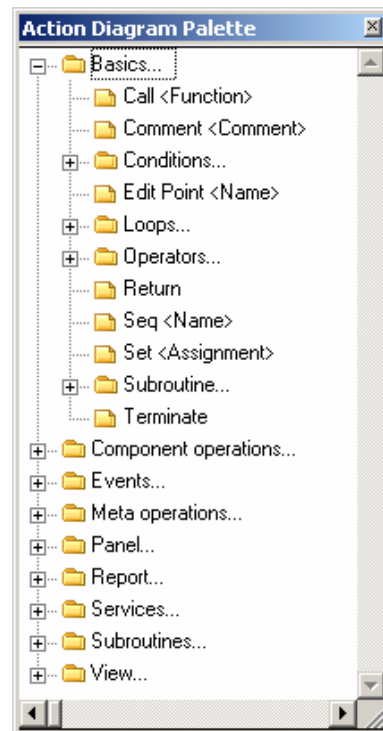 Action Diagram Palette
Basics...
Call <Function>
Comment <Comment>
Conditions...
Edit Point <Name>
Loops...
Operators...
Return
Seq <Name>
Set <Assignment>
Subroutine...
Terminate
Component operations...
Events...
Meta operations...
Panel...
Report...
Services...
Subroutines...
View...